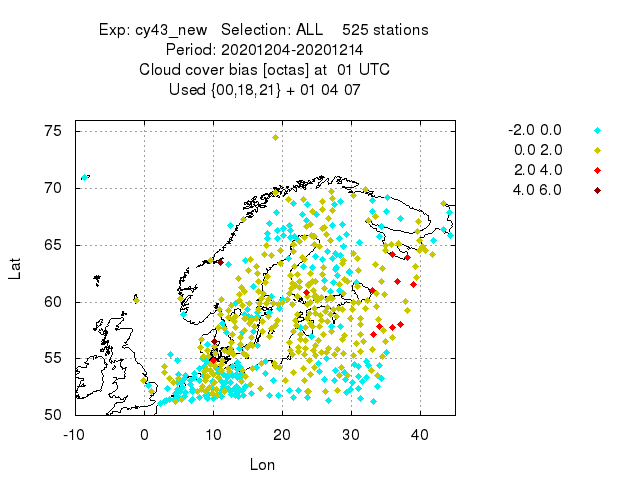 Exp: cy43_new   Selection: ALL    525 stations
Period: 20201204-20201214
Cloud cover bias [octas] at  01 UTC
Used {00,18,21} + 01 04 07
-2.0 0.0
0.0 2.0
2.0 4.0
4.0 6.0
75
70
65
60
55
50
Lat
-10 0 10 20 30 40
Lon